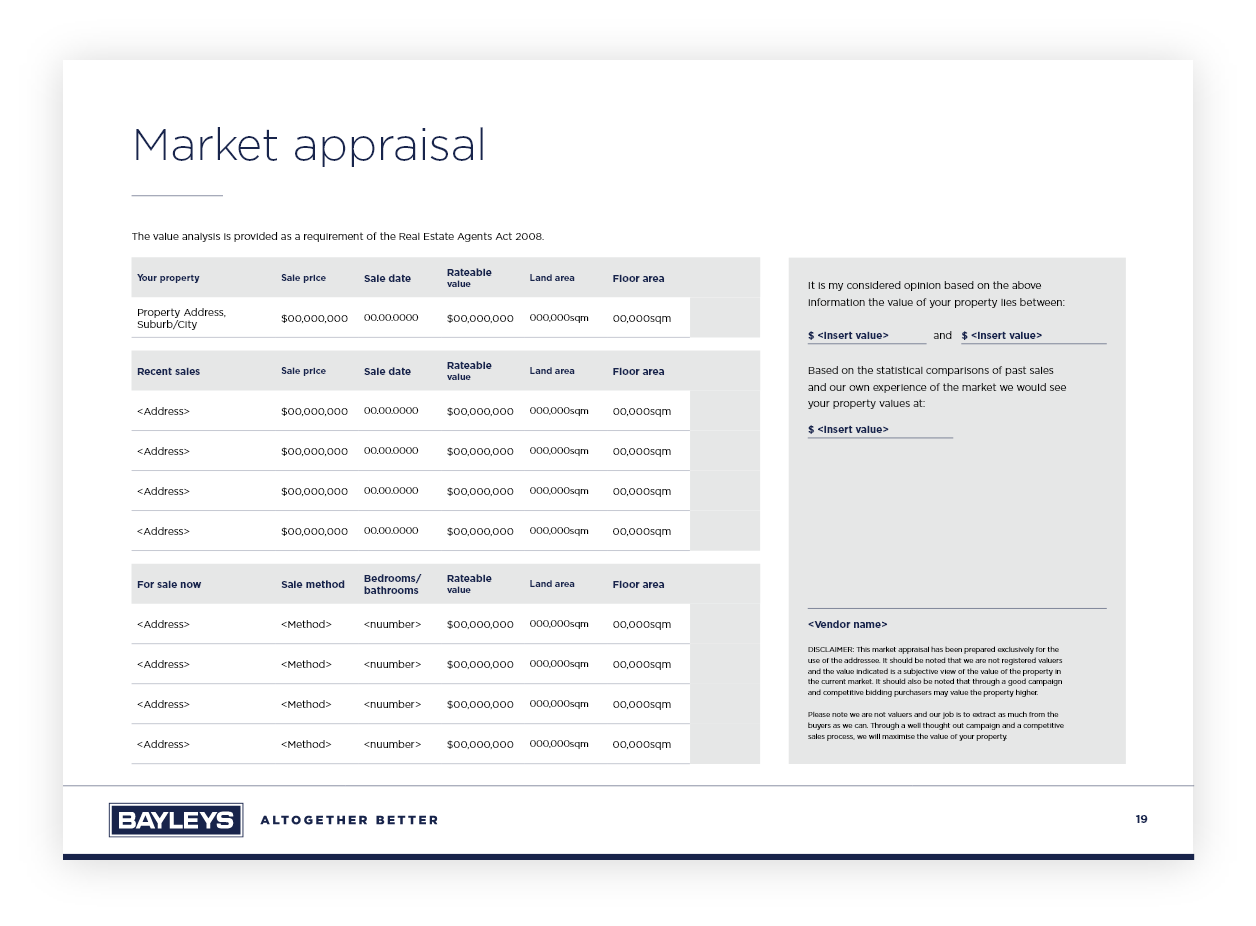 Market appraisal
The value analysis is provided as a requirement of the Real Estate Agents Act 2008.
Your property Sale price Sale date Rateable value Land area Floor area
Property Address, Suburb/City $00,000,000 00.00.0000 $00,000,000 000,000sqm 00,000sqm
Recent sales Sale price Sale date Rateable value Land area Floor area
<Address> $00,000,000 00.00.0000 $00,000,000 000,000sqm 00,000sqm
<Address> $00,000,000 00.00.0000 $00,000,000 000,000sqm 00,000sqm
<Address> $00,000,000 00.00.0000 $00,000,000 000,000sqm 00,000sqm
<Address> $00,000,000 00.00.0000 $00,000,000 000,000sqm 00,000sqm
For sale now Sale method Bedrooms/ bathrooms Rateable value Land area Floor area
<Address> <Method> <nuumber> $00,000,000 000,000sqm 00,000sqm
<Address> <Method> <nuumber> $00,000,000 000,000sqm 00,000sqm
<Address> <Method> <nuumber> $00,000,000 000,000sqm 00,000sqm
<Address> <Method> <nuumber> $00,000,000 000,000sqm 00,000sqm
It is my considered opinion based on the above
information the value of your property lies between:
$ <Insert value> and $ <Insert value>
Based on the statistical comparisons of past sales
and our own experience of the market we would see
your property values at:
$ <Insert value>
<Vendor name>
DISCLAIMER: This market appraisal has been prepared exclusively for the
use of the addressee. It should be noted that we are not registered valuers
and the value indicated is a subjective view of the value of the property in
the current market. It should also be noted that through a good campaign
and competitive bidding purchasers may value the property higher.
Please note we are not valuers and our job is to extract as much from the
buyers as we can. Through a well thought out campaign and a competitive
sales process, we will maximise the value of your property.
BAYLEYS ALTOGETHER BETTER
19